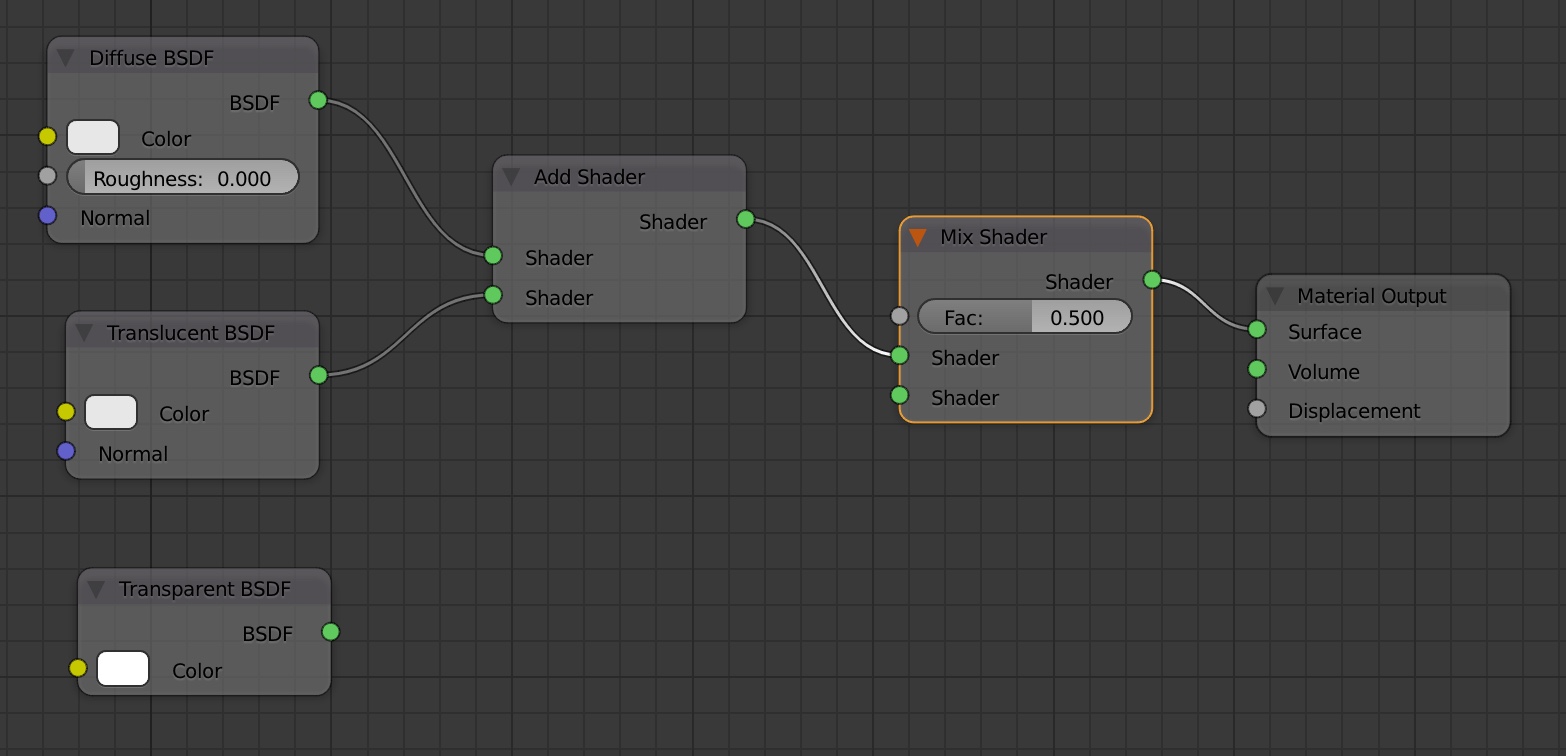 Diffuse BSDF
BSDF
Color
Roughness: 0.000
Normal
Translucent BSDF
BSDF
Color
Normal
Transparent BSDF
BSDF
Color
Add Shader
Shader
Shader
Shader
Mix Shader
Shader
Fac: 0.500
Shader
Shader
Material Output
Surface
Volume
Displacement